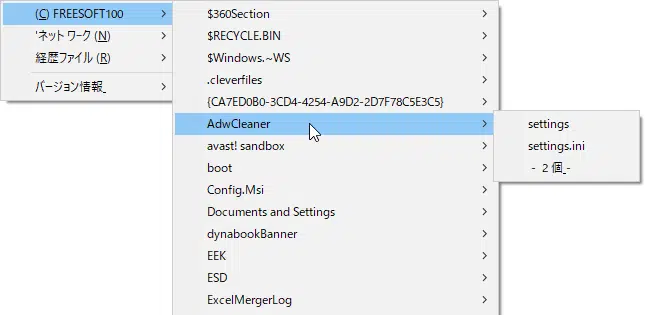 (C) FREESOFT100
'ネット ワーク (N)
経歴ファイル (R)
バージョン情報_
$360Section
$RECYCLE.BIN
$Windows.~WS
.cleverfiles
{CA7ED0B0-3CD4-4254-A9D2-2D7F78C5E3C5}
AdwCleaner
avast! sandbox
boot
Config.Msi
Documents and Settings
dynabookBanner
EEK
ESD
ExcelMergerLog
settings
settings.ini
- 2 個_-